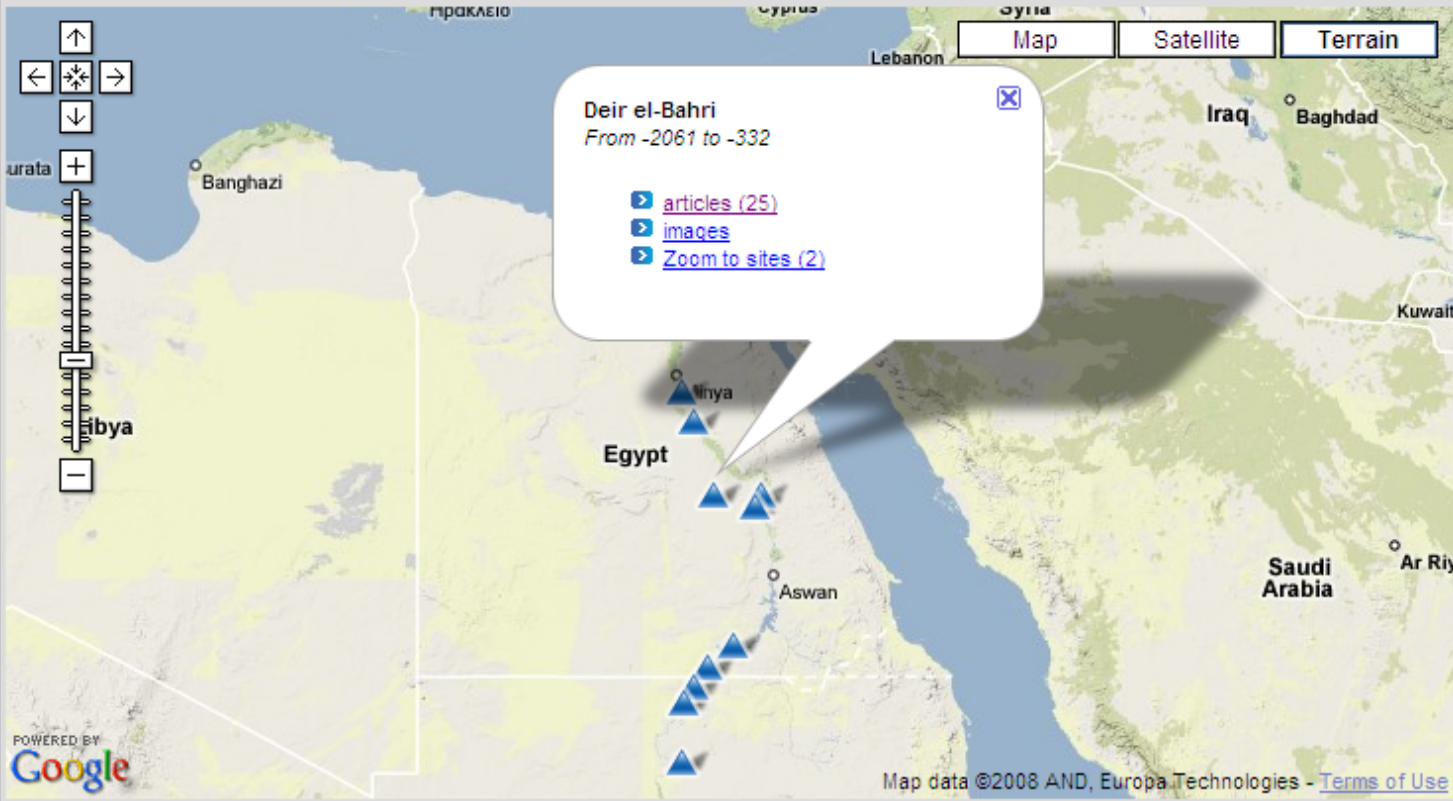 Ηράκλειο
Cyprus
Syria
Map
Satellite
Terrain
Lebanon
Deir el-Bahri
From -2061 to -332
Iraq
Baghdad
urata
Banghazi
articles (25)
images
Zoom to sites (2)
Kuwait
Minya
Libya
Egypt
Saudi
Arabia
Ar Riy
Aswan
POWERED BY
Google
Map data ©2008 AND, Europa Technologies - Terms of Use